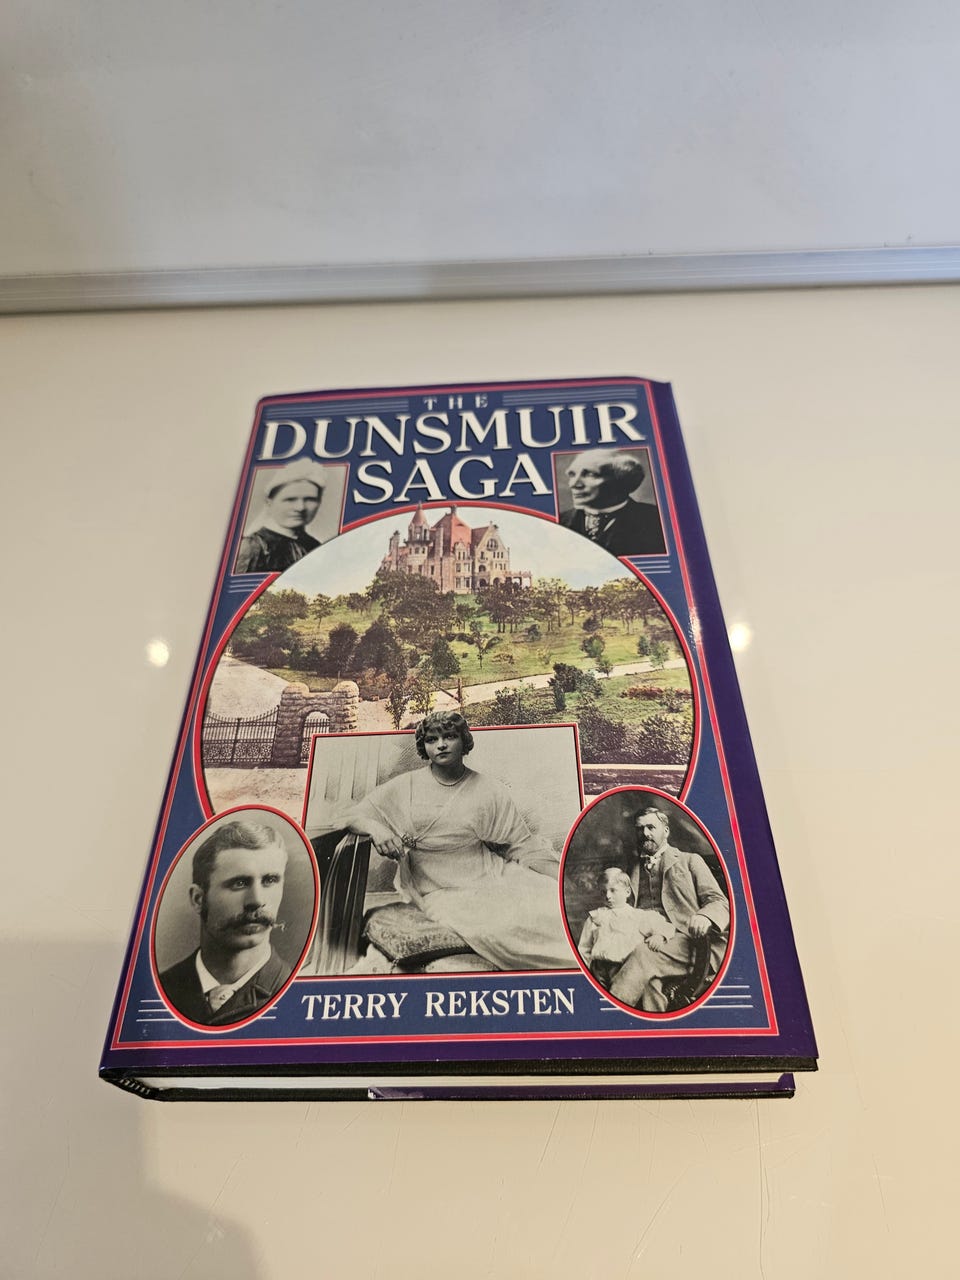 THE
DUNSMUIR
SAGA
TERRY REKSTEN